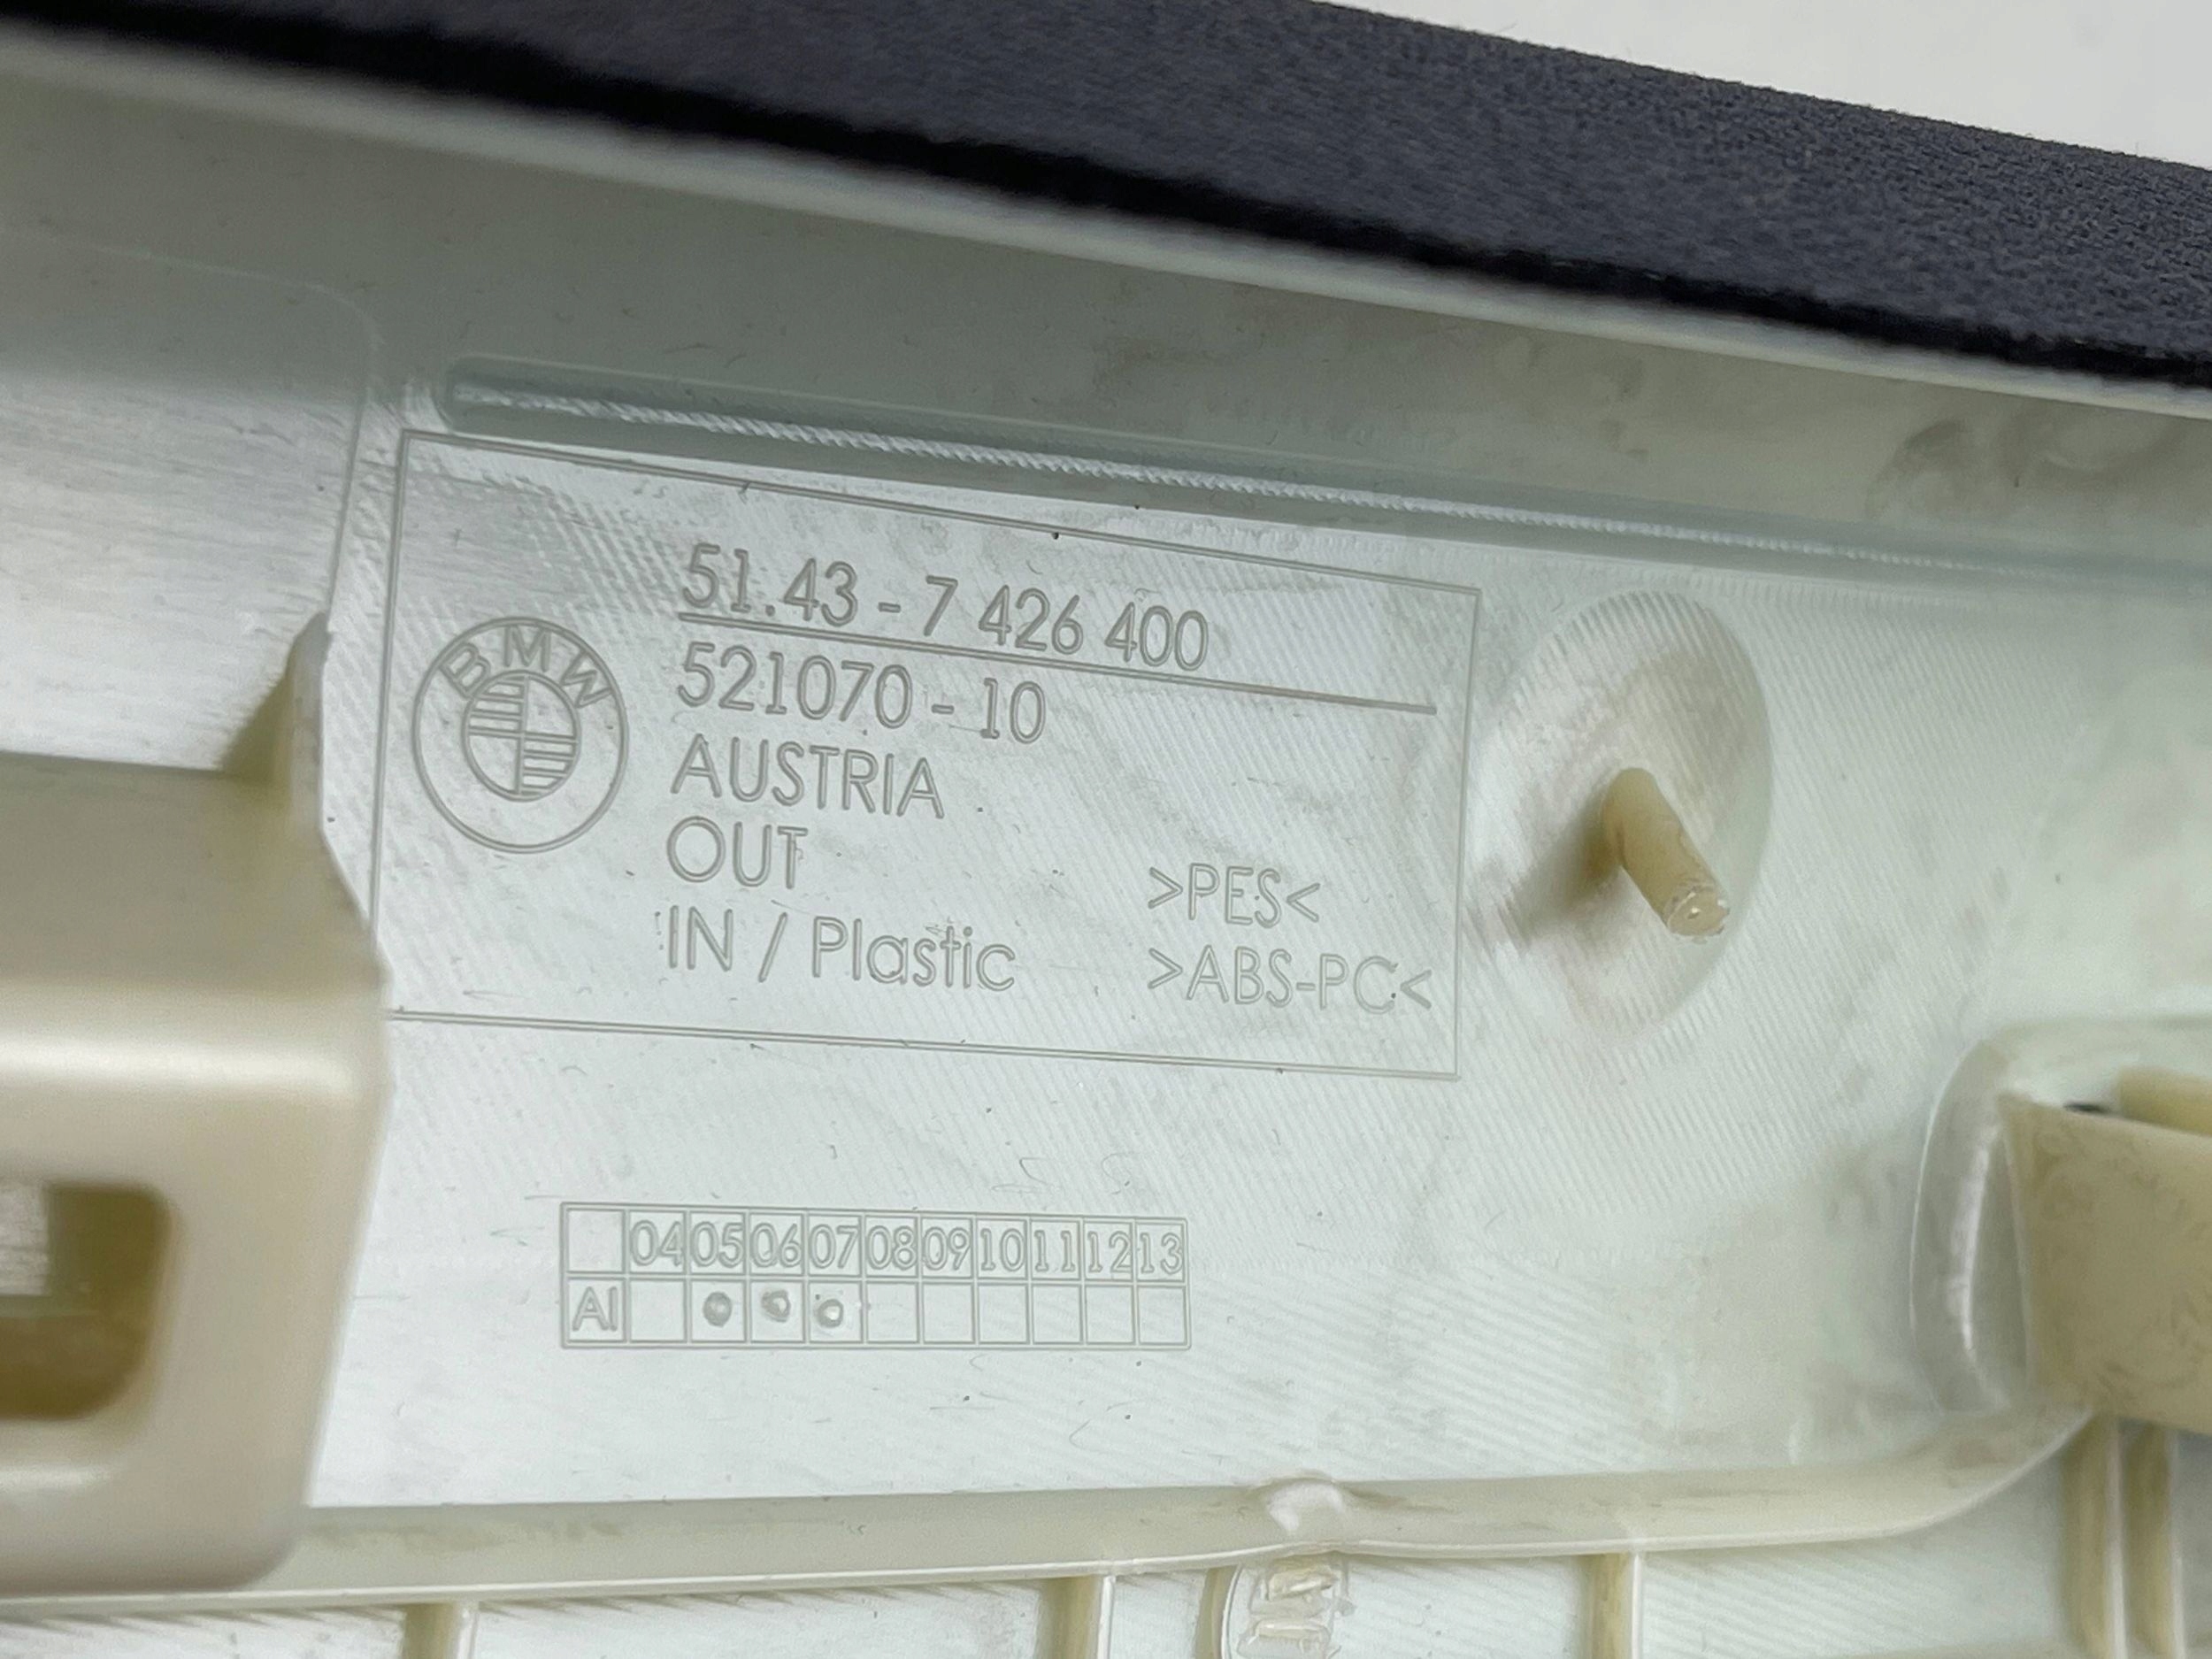 51.43 - 7 426 400
BMW
521070 - 10
AUSTRIA
OUT >PES<
IN / Plastic >ABS-PC<
04 05 06 07 08 09 10 11 12 13
AI